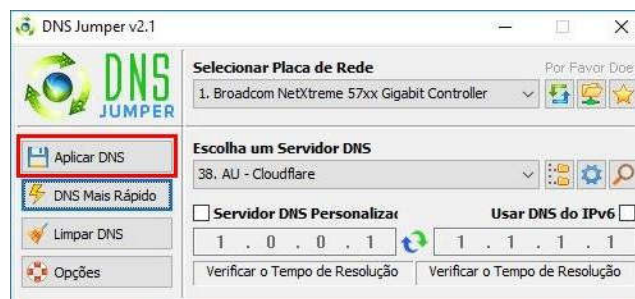 DNS Jumper v2.1
DNS
JUMPER
Selecionar Placa de Rede
Por Favor Doe
1. Broadcom NetXtreme 57xx Gigabit Controller
Aplicar DNS
DNS Mais Rápido
Limpar DNS
Opções
Escolha um Servidor DNS
38. AU - Cloudflare
Servidor DNS Personalizac
Usar DNS do IPv6
1 . 0 . 0 . 1
1 . 1 . 1 . 1
Verificar o Tempo de Resolução
Verificar o Tempo de Resolução